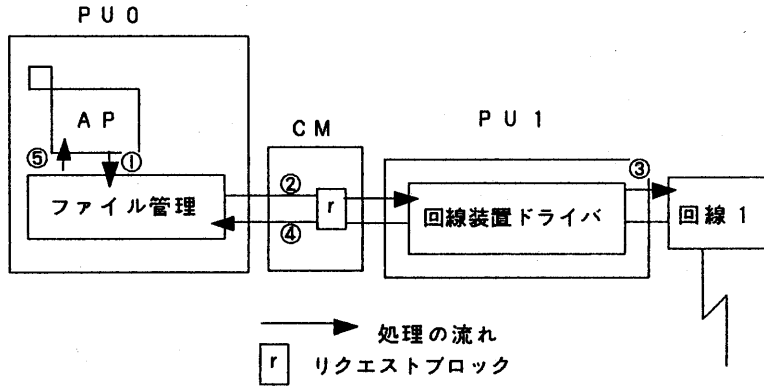 PU0
AP
CM
PU1
⑤
①
②
③
ファイル管理
r
回線装置ドライバ
回線1
④
処理の流れ
r
リクエストブロック